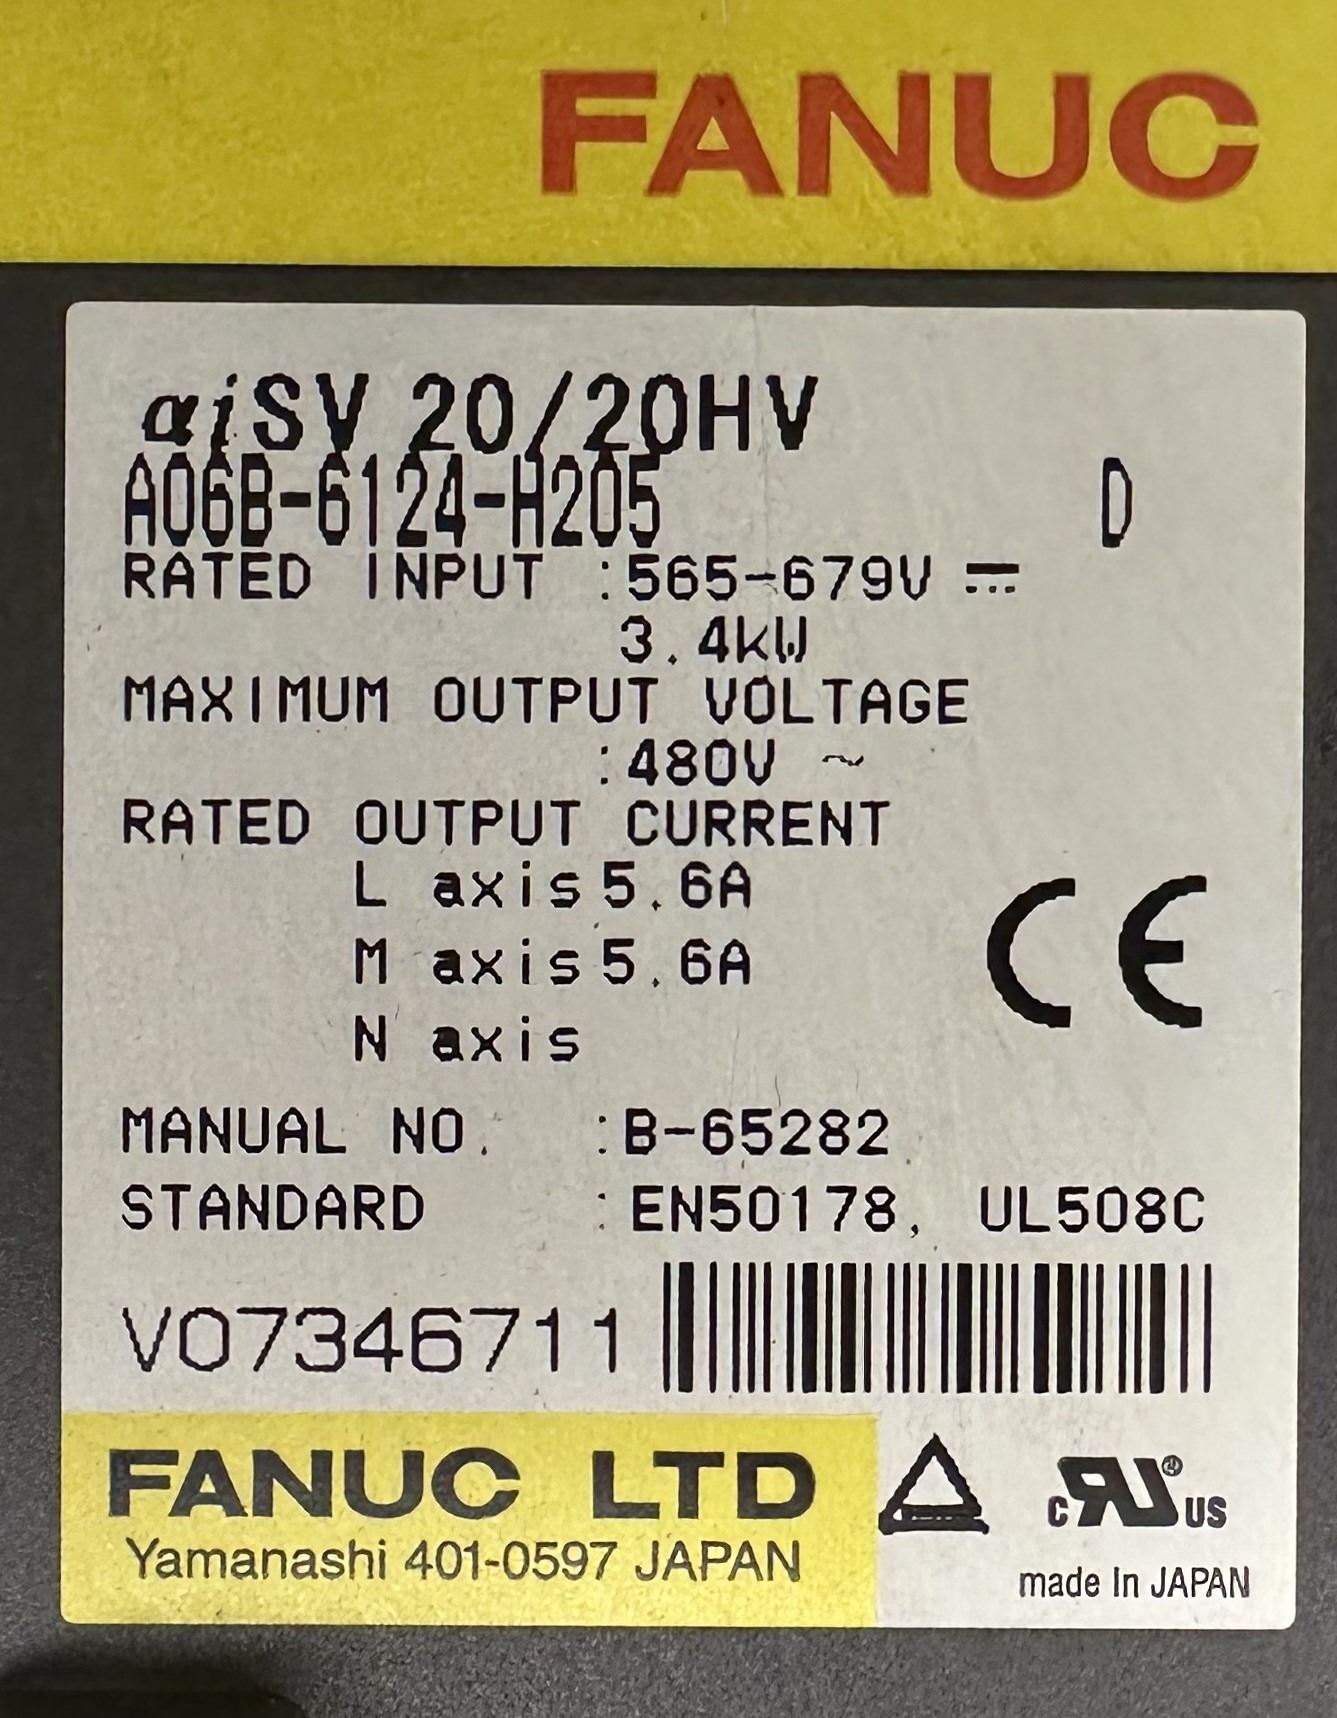 FANUC
αiSV 20/20HV
A06B-6124-H205 D
RATED INPUT :565-679V ⎓
3.4kW
MAXIMUM OUTPUT VOLTAGE
:480V ~
RATED OUTPUT CURRENT
L axis 5.6A
M axis 5.6A
N axis
MANUAL NO. :B-65282
STANDARD :EN50178, UL508C
CE
V07346711
FANUC LTD
Yamanashi 401-0597 JAPAN
c RU ® US
made In JAPAN